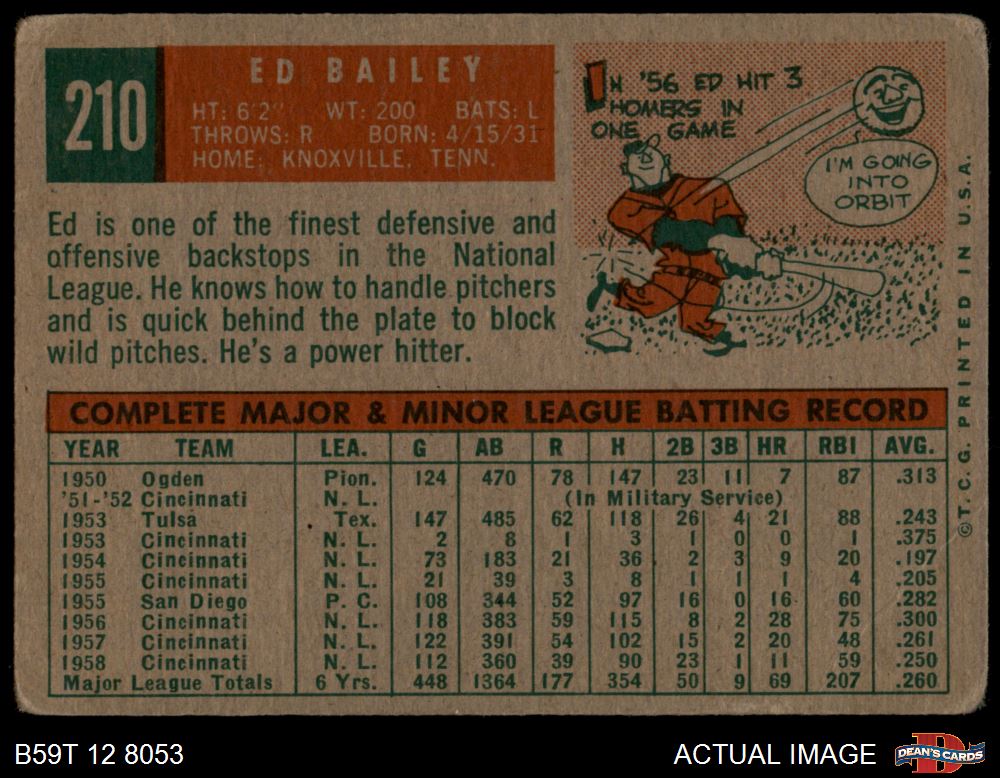 210
ED BAILEY
HT: 6'2" WT: 200 BATS: L
THROWS: R BORN: 4/15/31
HOME: KNOXVILLE, TENN.
IN '56 ED HIT 3
HOMERS IN
ONE GAME
I'M GOING
INTO
ORBIT
Ed is one of the finest defensive and
offensive backstops in the National
League. He knows how to handle pitchers
and is quick behind the plate to block
wild pitches. He's a power hitter.
COMPLETE MAJOR & MINOR LEAGUE BATTING RECORD
YEAR TEAM LEA. G AB R H 2B 3B HR RBI AVG.
1950 Ogden Pion. 124 470 78 147 23 11 7 87 .313
'51-'52 Cincinnati N. L. (In Military Service)
1953 Tulsa Tex. 147 485 62 118 26 4 21 88 .243
1953 Cincinnati N. L. 2 8 1 3 1 0 0 1 .375
1954 Cincinnati N. L. 73 183 21 36 2 3 9 20 .197
1955 Cincinnati N. L. 21 39 3 8 1 1 1 4 .205
1955 San Diego P. C. 108 344 52 97 16 0 16 60 .282
1956 Cincinnati N. L. 118 383 59 115 8 2 28 75 .300
1957 Cincinnati N. L. 122 391 54 102 15 2 20 48 .261
1958 Cincinnati N. L. 112 360 39 90 23 1 11 59 .250
Major League Totals 6 Yrs. 448 1364 177 354 50 9 69 207 .260
©T.C.G. PRINTED IN U.S.A.
B59T 12 8053
ACTUAL IMAGE
D
DEAN'S CARDS